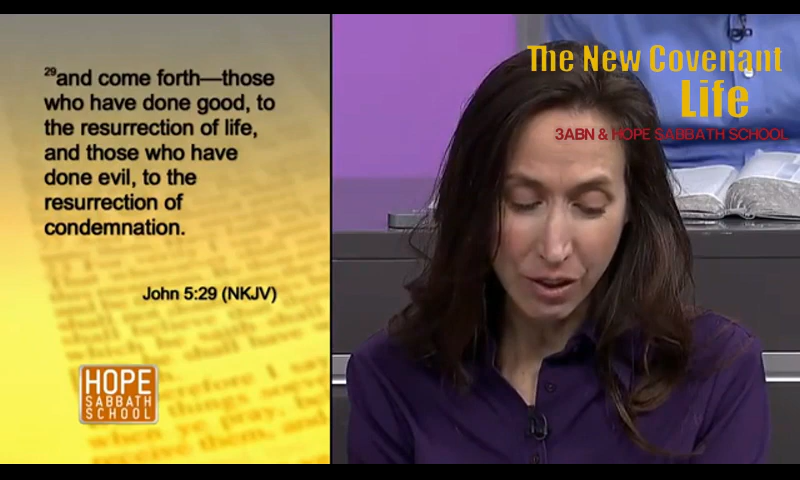 29and come forth—those
who have done good, to
the resurrection of life,
and those who have
done evil, to the
resurrection of
condemnation.
John 5:29 (NKJV)
HOPE
SABBATH
SCHOOL
The New Covenant
Life
3ABN & HOPE SABBATH SCHOOL